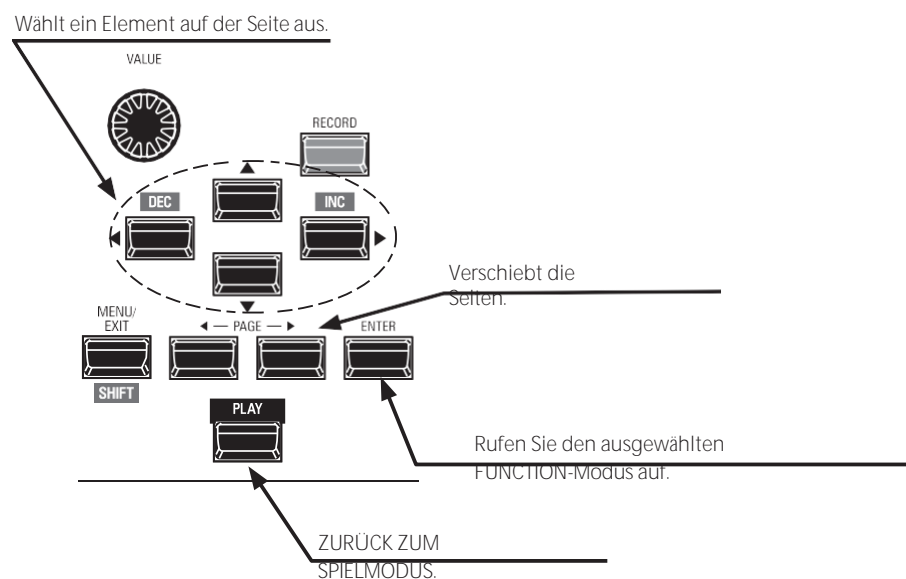 Wählt ein Element auf der Seite aus.
VALUE
RECORD
DEC
INC
Verschiebt die
Seiten.
MENU/
EXIT
PAGE
ENTER
SHIFT
PLAY
Rufen Sie den ausgewählten
FUNCTION-Modus auf.
ZURÜCK ZUM
SPIELMODUS.